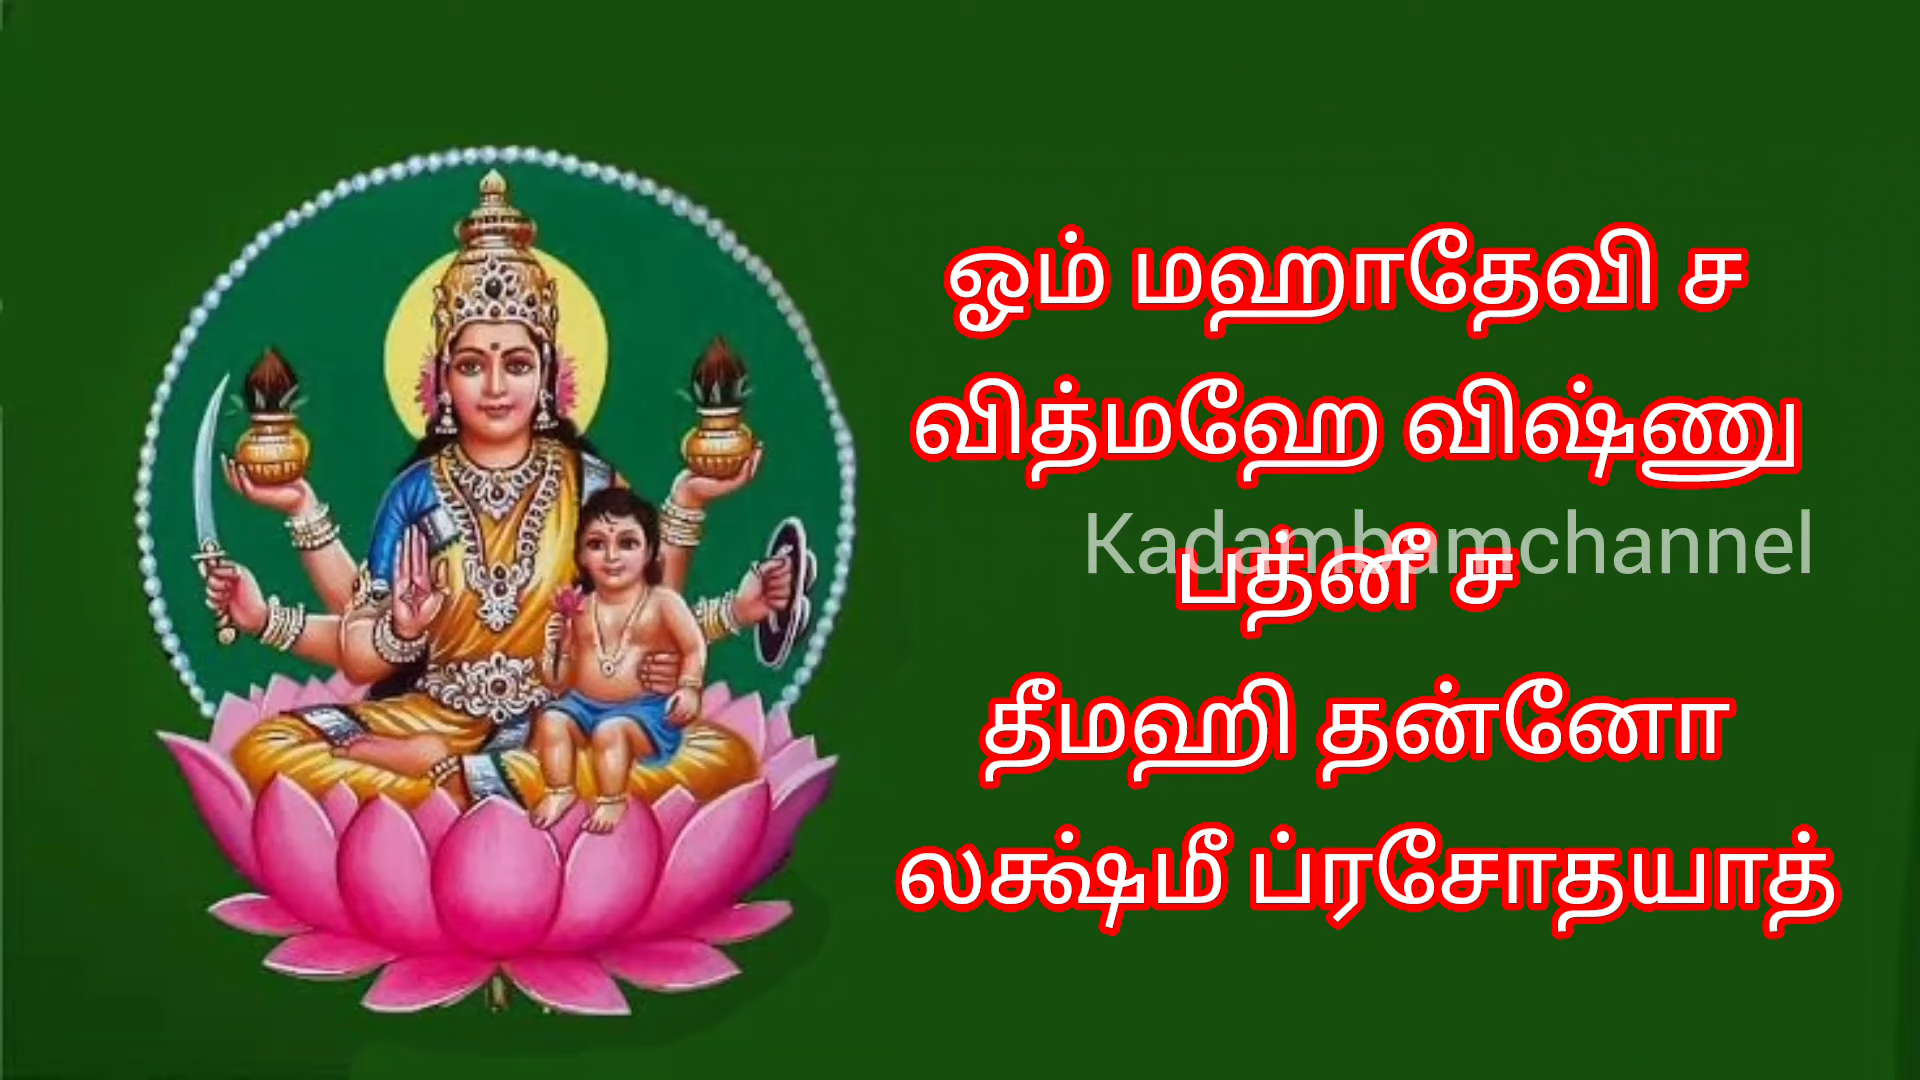 ஓம் மஹாதேவி ச
வித்மஹே விஷ்ணு
Kadambamchannel
பத்னீ ச
தீமஹி தன்னோ
லக்ஷ்மீ ப்ரசோதயாத்